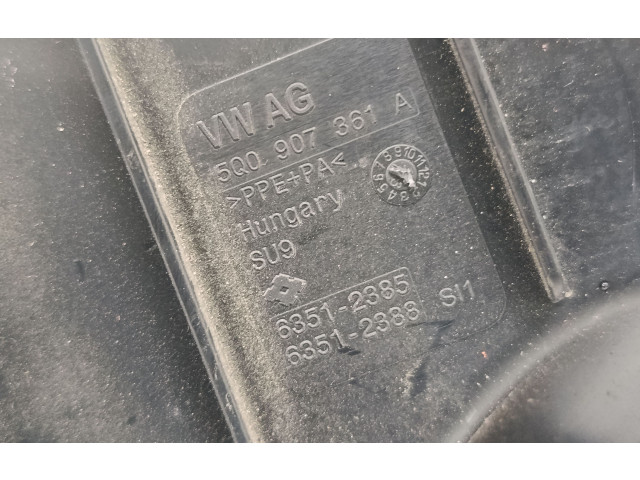 VW AG
5Q0 907 361 A
>PPE+PA<
Hungary
SU9
6351-2385
6351-2388 SI1